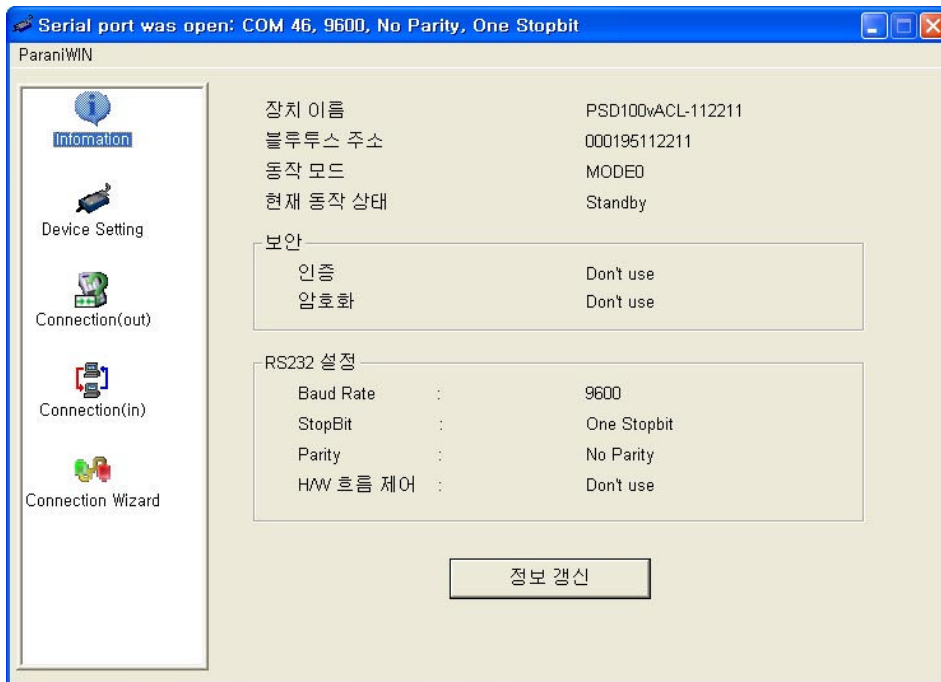 Serial port was open: COM 46, 9600, No Parity, One Stopbit
ParaniWIN
Infomation
Device Setting
Connection(out)
Connection(in)
Connection Wizard
장치 이름 PSD100vACL-112211
블루투스 주소 000195112211
동작 모드 MODE0
현재 동작 상태 Standby
보안
인증 Don't use
암호화 Don't use
RS232 설정
Baud Rate : 9600
StopBit : One Stopbit
Parity : No Parity
H/W 흐름 제어 : Don't use
정보 갱신